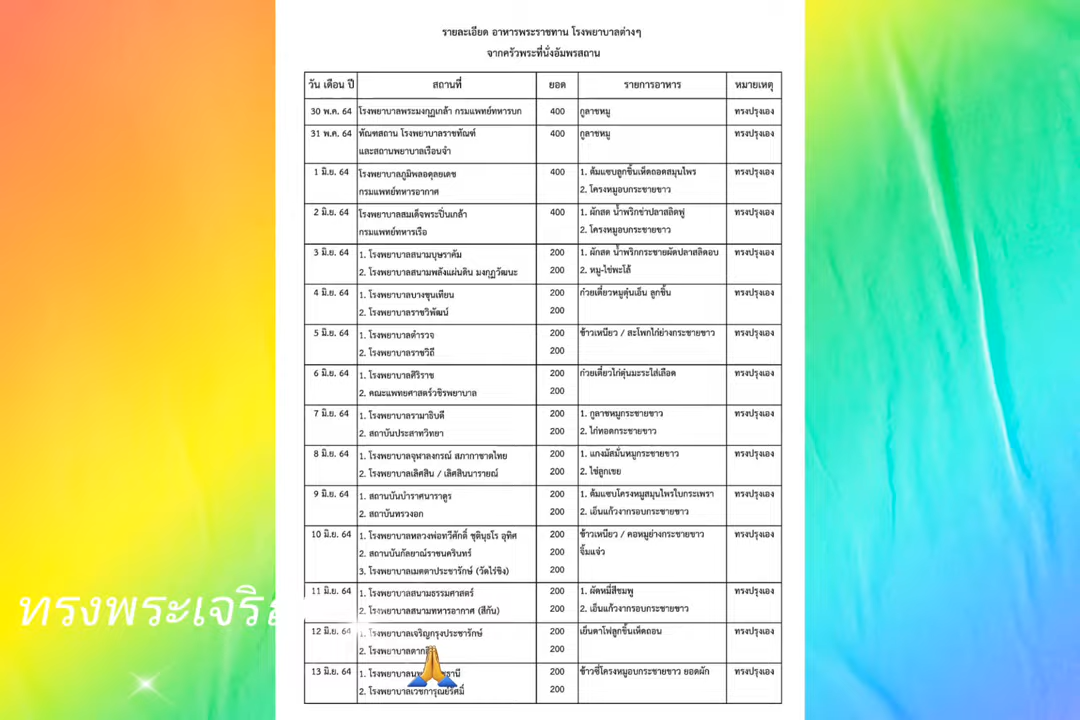 รายละเอียด อาหารพระราชทาน โรงพยาบาลต่างๆ
จากครัวพระที่นั่งอัมพรสถาน
วัน เดือน ปี สถานที่ ยอด รายการอาหาร หมายเหตุ
30 พ.ค. 64 โรงพยาบาลพระมงกุฎเกล้า กรมแพทย์ทหารบก 400 กูลาชหมู ทรงปรุงเอง
31 พ.ค. 64 ทัณฑสถาน โรงพยาบาลราชทัณฑ์ 400 กูลาชหมู ทรงปรุงเอง
และสถานพยาบาลเรือนจำ
1 มิ.ย. 64 โรงพยาบาลภูมิพลอดุลยเดช 400 1. ต้มแซบลูกชิ้นเห็ดถอดสมุนไพร ทรงปรุงเอง
กรมแพทย์ทหารอากาศ 2. โครงหมูอบกระชายขาว
2 มิ.ย. 64 โรงพยาบาลสมเด็จพระปิ่นเกล้า 400 1. ผักสด น้ำพริกข่าปลาสลิดฟู ทรงปรุงเอง
กรมแพทย์ทหารเรือ 2. โครงหมูอบกระชายขาว
3 มิ.ย. 64 1. โรงพยาบาลสนามบุษราคัม 200 1. ผักสด น้ำพริกกระชายผัดปลาสลิดอบ ทรงปรุงเอง
2. โรงพยาบาลสนามพลังแผ่นดิน มงกุฎวัฒนะ 200 2. หมู-ไข่พะโล้
4 มิ.ย. 64 1. โรงพยาบาลบางขุนเทียน 200 ก๋วยเตี๋ยวหมูตุ๋นเอ็น ลูกชิ้น ทรงปรุงเอง
2. โรงพยาบาลราชพิพัฒน์ 200
5 มิ.ย. 64 1. โรงพยาบาลตำรวจ 200 ข้าวเหนียว / สะโพกไก่ย่างกระชายขาว ทรงปรุงเอง
2. โรงพยาบาลราชวิถี 200
6 มิ.ย. 64 1. โรงพยาบาลศิริราช 200 ก๋วยเตี๋ยวไก่ตุ๋นมะระใส่เลือด ทรงปรุงเอง
2. คณะแพทยศาสตร์วชิรพยาบาล 200
7 มิ.ย. 64 1. โรงพยาบาลรามาธิบดี 200 1. กูลาชหมูกระชายขาว ทรงปรุงเอง
2. สถาบันประสาทวิทยา 200 2. ไก่ทอดกระชายขาว
8 มิ.ย. 64 1. โรงพยาบาลจุฬาลงกรณ์ สภากาชาดไทย 200 1. แกงมัสมั่นหมูกระชายขาว ทรงปรุงเอง
2. โรงพยาบาลเลิศสิน / เลิศสินนารายณ์ 200 2. ไข่ลูกเขย
9 มิ.ย. 64 1. สถานบันบำราศนาราดูร 200 1. ต้มแซบโครงหมูสมุนไพรใบกระเพรา ทรงปรุงเอง
2. สถาบันทรวงอก 200 2. เอ็นแก้วงากรอบกระชายขาว
10 มิ.ย. 64 1. โรงพยาบาลหลวงพ่อทวีศักดิ์ ชุตินฺธโร อุทิศ 200 ข้าวเหนียว / คอหมูย่างกระชายขาว ทรงปรุงเอง
2. สถานบันกัลยาณ์ราชนครินทร์ 200 จิ้มแจ่ว
3. โรงพยาบาลเมตตาประชารักษ์ (วัดไร่ขิง) 200
11 มิ.ย. 64 1. โรงพยาบาลสนามธรรมศาสตร์ 200 1. ผัดหมี่สีชมพู ทรงปรุงเอง
2. โรงพยาบาลสนามทหารอากาศ (สีกัน) 200 2. เอ็นแก้วงากรอบกระชายขาว
ทรงพระเจริญ
12 มิ.ย. 64 1. โรงพยาบาลเจริญกรุงประชารักษ์ 200 เย็นตาโฟลูกชิ้นเห็ดถอน ทรงปรุงเอง
2. โรงพยาบาลตากสิน 200
13 มิ.ย. 64 1. 200 ข้าวซี่โครงหมูอบกระชายขาว ยอดผัก ทรงปรุงเอง
2. โรงพยาบาลเวชการุณย์รัศมิ์ 200